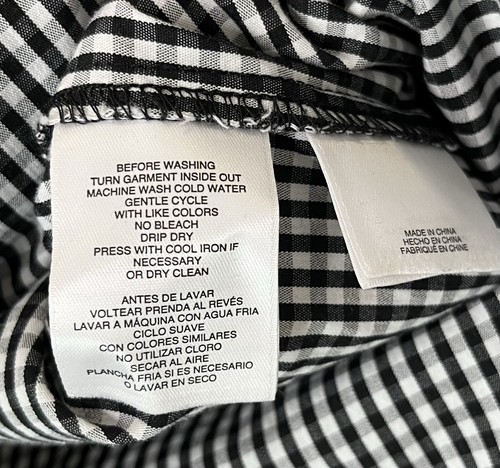 BEFORE WASHING
TURN GARMENT INSIDE OUT
MACHINE WASH COLD WATER
GENTLE CYCLE
WITH LIKE COLORS
NO BLEACH
DRIP DRY
PRESS WITH COOL IRON IF
NECESSARY
OR DRY CLEAN
ANTES DE LAVAR
VOLTEAR PRENDA AL REVÉS
LAVAR A MÁQUINA CON AGUA FRIA
CICLO SUAVE
CON COLORES SIMILARES
NO UTILIZAR CLORO
SECAR AL AIRE
PLANCHA FRIA SI ES NECESARIO
O LAVAR EN SECO
MADE IN CHINA
HECHO EN CHINA
FABRIQUÉ EN CHINE